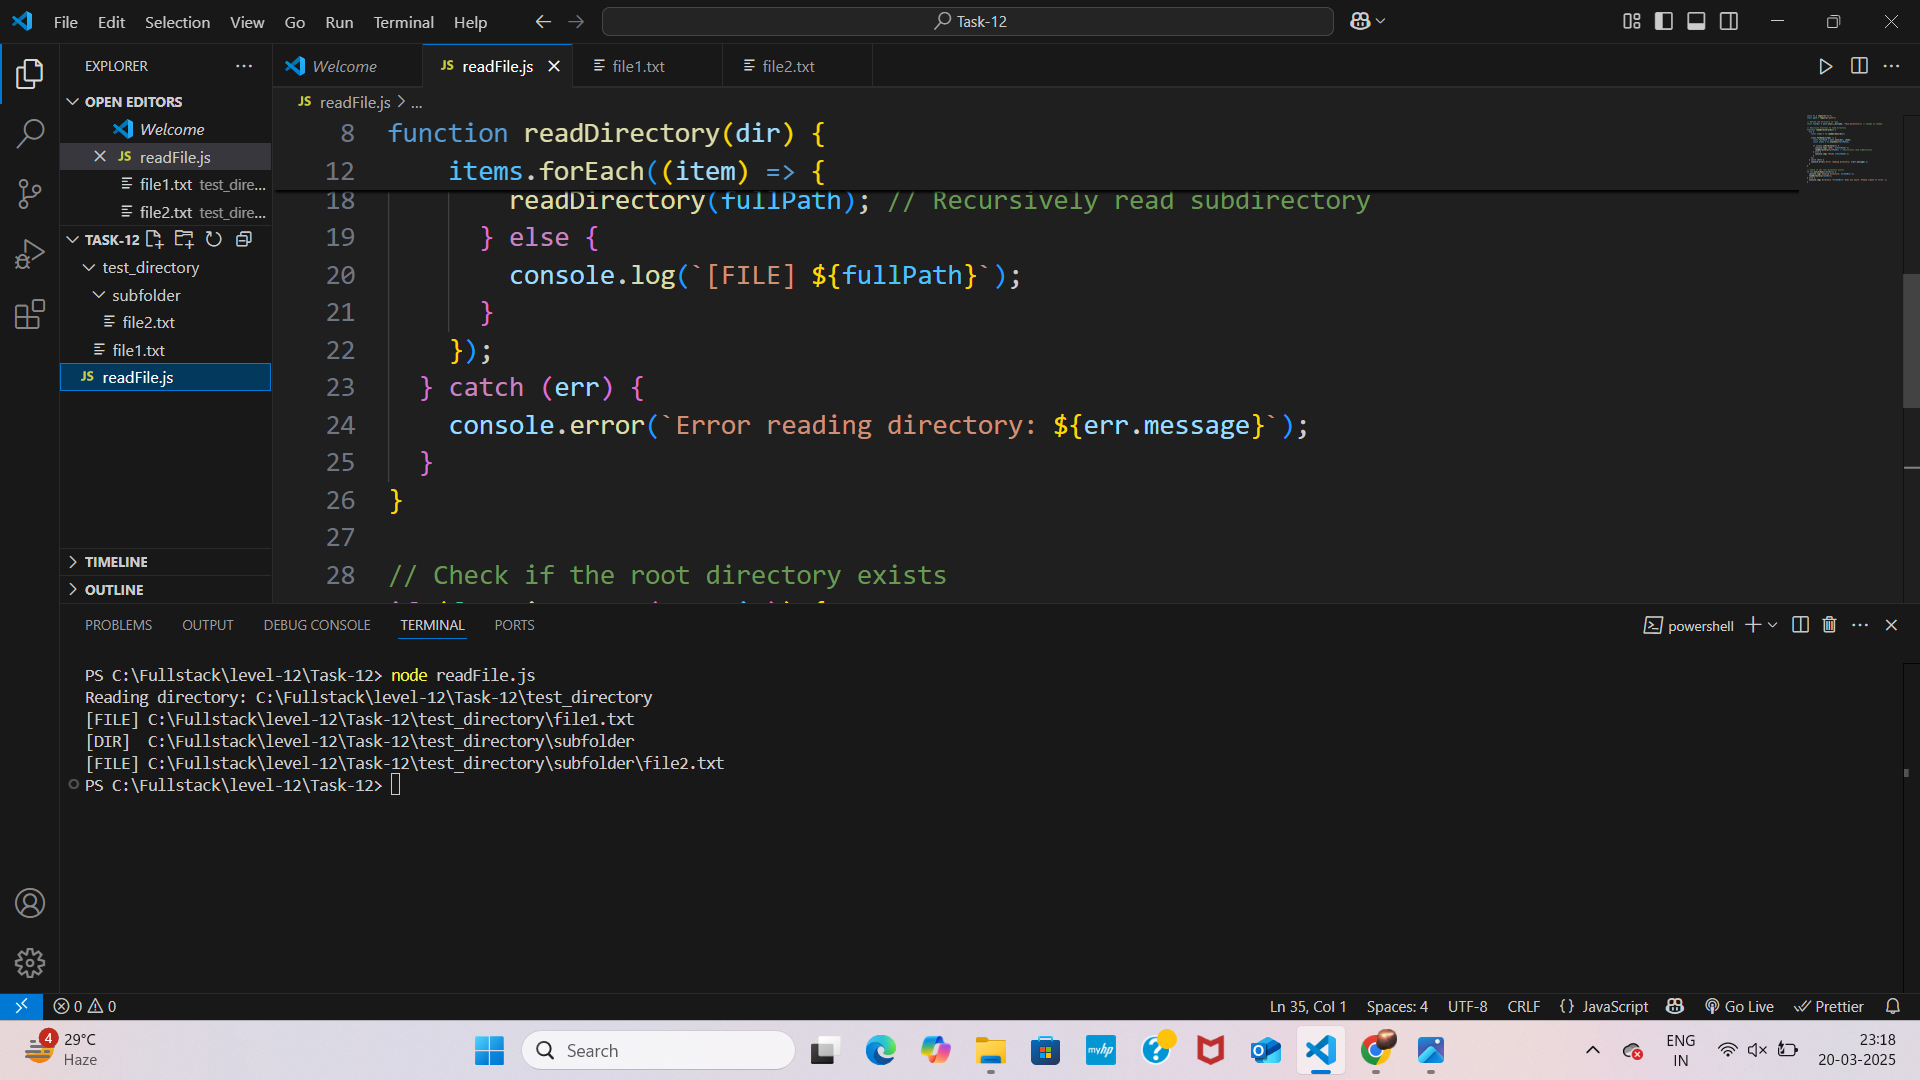 File Edit Selection View Go Run Terminal Help
Task-12
EXPLORER
OPEN EDITORS
Welcome
JS readFile.js
file1.txt test_dire...
file2.txt test_dire...
TASK-12
test_directory
subfolder
file2.txt
file1.txt
JS readFile.js
TIMELINE
OUTLINE
Welcome
JS readFile.js
file1.txt
file2.txt
JS readFile.js > ...
8 function readDirectory(dir) {
12 items.forEach((item) => {
18 readDirectory(fullPath); // Recursively read subdirectory
19 } else {
20 console.log(`[FILE] ${fullPath}`);
21 }
22 });
23 } catch (err) {
24 console.error(`Error reading directory: ${err.message}`);
25 }
26 }
27
28 // Check if the root directory exists
PROBLEMS OUTPUT DEBUG CONSOLE TERMINAL PORTS
powershell
PS C:\Fullstack\level-12\Task-12> node readFile.js
Reading directory: C:\Fullstack\level-12\Task-12\test_directory
[FILE] C:\Fullstack\level-12\Task-12\test_directory\file1.txt
[DIR]  C:\Fullstack\level-12\Task-12\test_directory\subfolder
[FILE] C:\Fullstack\level-12\Task-12\test_directory\subfolder\file2.txt
PS C:\Fullstack\level-12\Task-12>
0 0
Ln 35, Col 1 Spaces: 4 UTF-8 CRLF {} JavaScript Go Live Prettier
4
29°C
Haze
Search
myhp
ENG
IN
23:18
20-03-2025